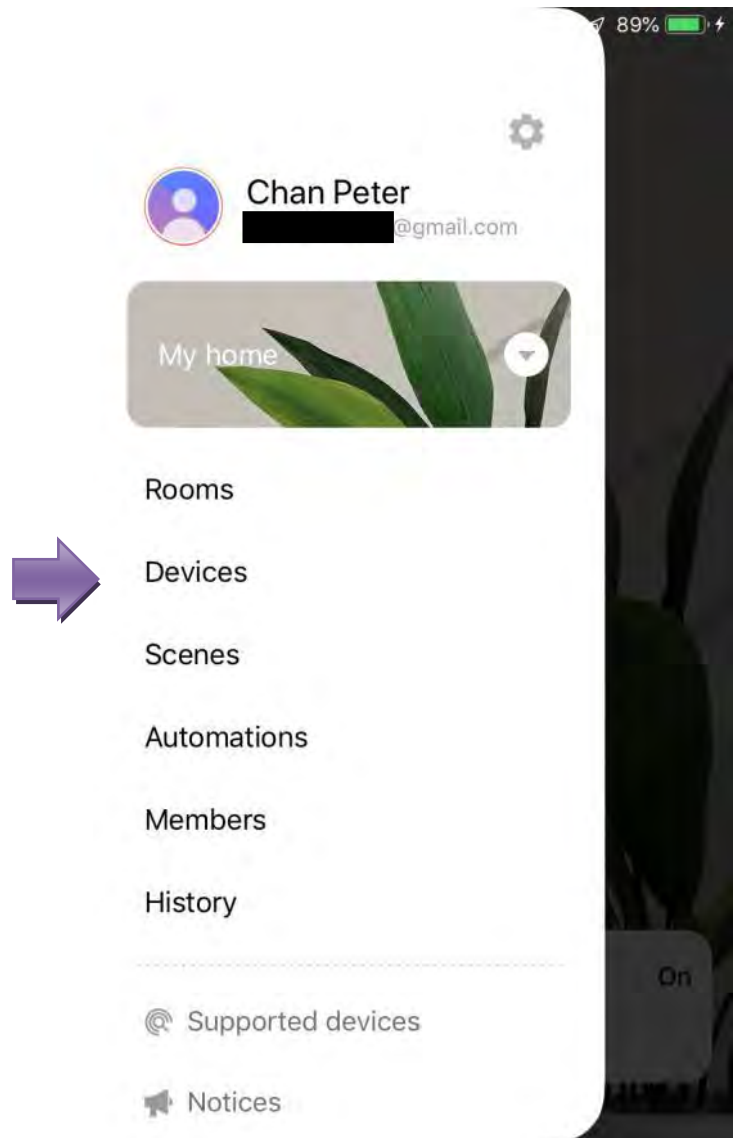 89%
Chan Peter
@gmail.com
My home
Rooms
Devices
Scenes
Automations
Members
History
On
Supported devices
Notices